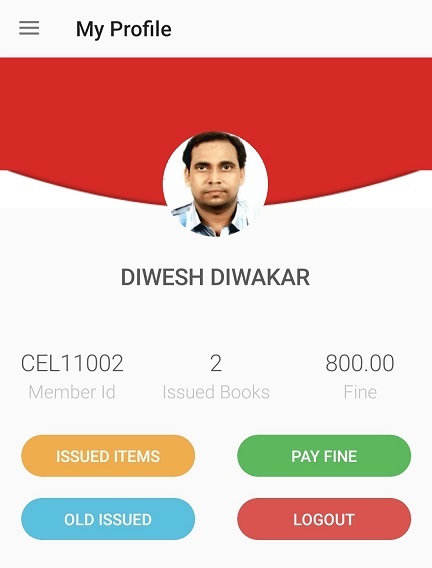 My Profile
DIWESH DIWAKAR
CEL11002 2 800.00
Member Id Issued Books Fine
ISSUED ITEMS PAY FINE
OLD ISSUED LOGOUT